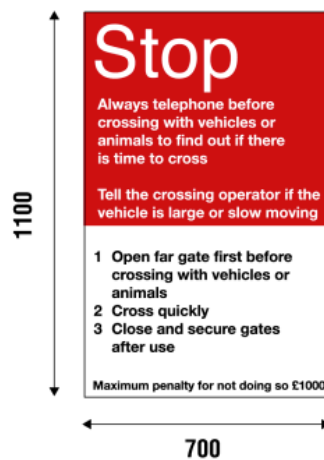 Stop
Always telephone before
crossing with vehicles or
animals to find out if there
is time to cross
Tell the crossing operator if the
vehicle is large or slow moving
1 Open far gate first before
crossing with vehicles or
animals
2 Cross quickly
3 Close and secure gates
after use
Maximum penalty for not doing so £1000
1100
700